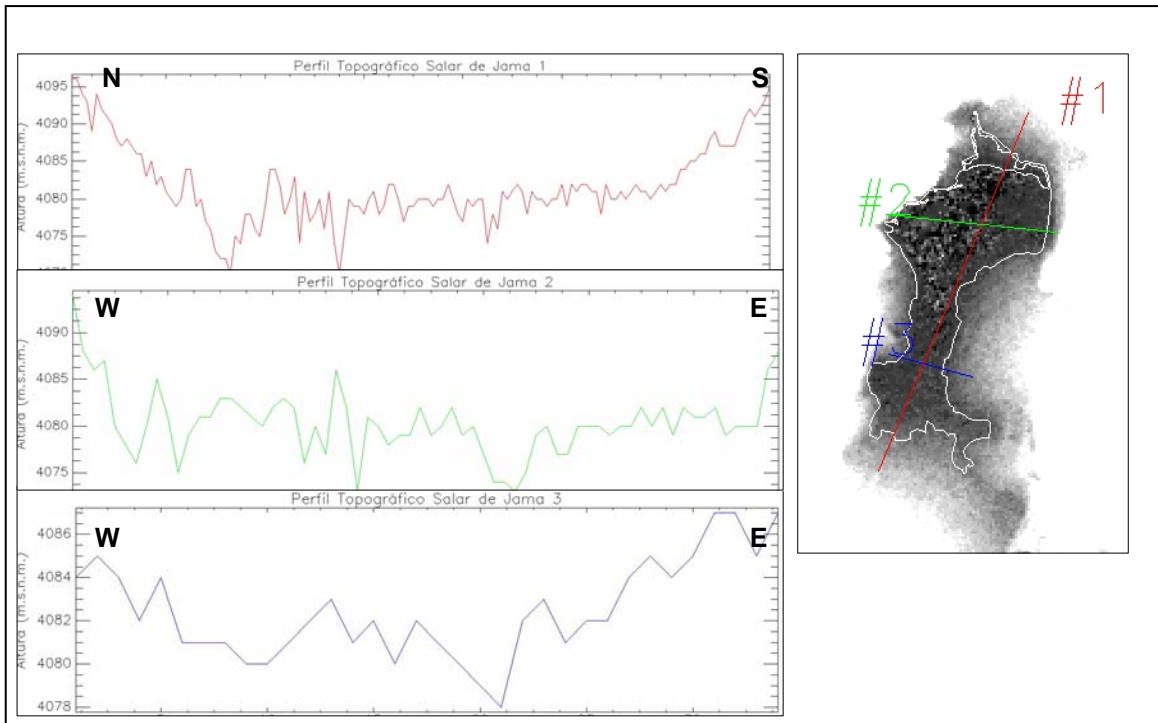 Perfil Topográfico Salar de Jama 1
N
S
4095
4090
4085
4080
4075
Altura (m.s.n.m.)
Perfil Topográfico Salar de Jama 2
W
E
4090
4085
4080
4075
Altura (m.s.n.m.)
Perfil Topográfico Salar de Jama 3
W
E
4086
4084
4082
4080
4078
Altura (m.s.n.m.)
#1
#2
#3